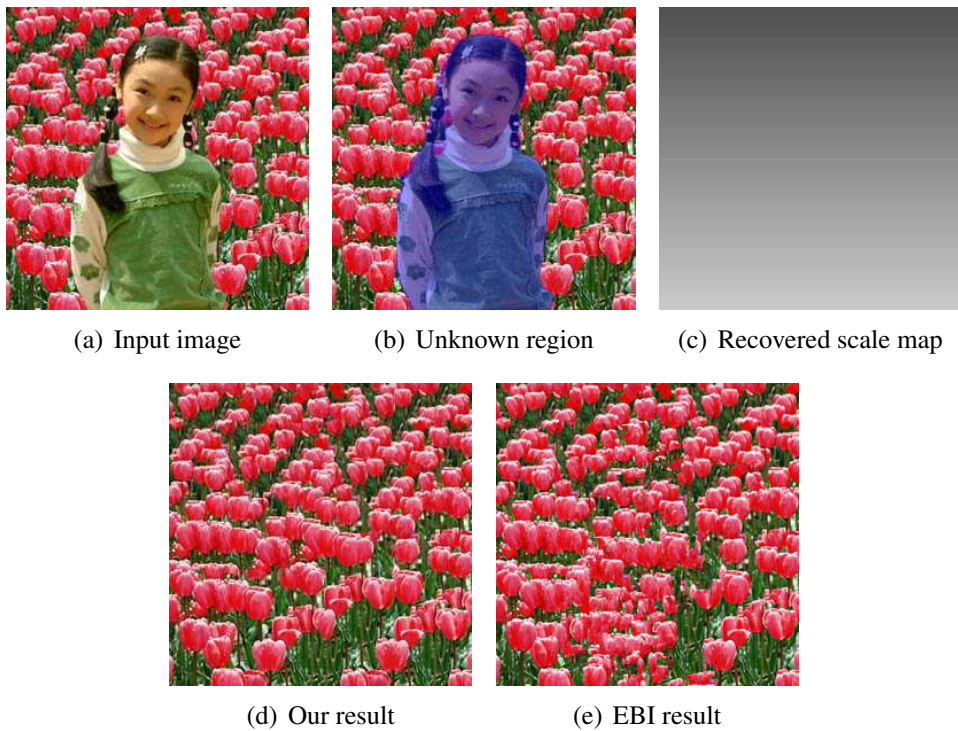 (a) Input image
(b) Unknown region
(c) Recovered scale map
(d) Our result
(e) EBI result